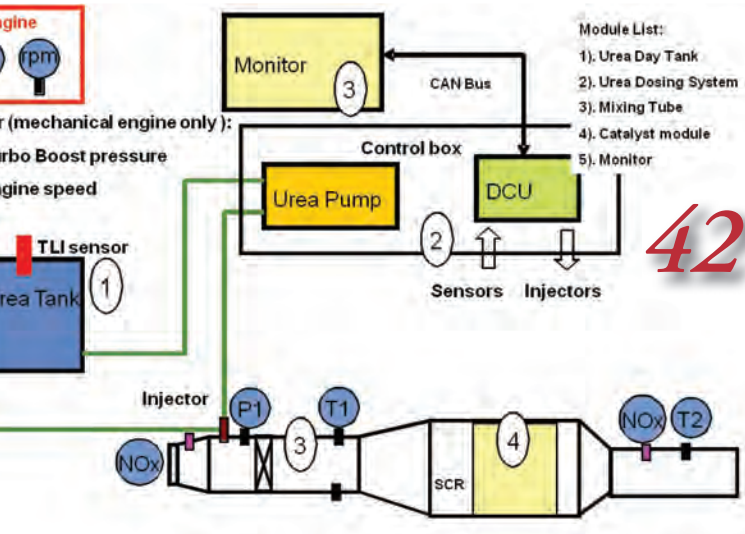 ngine
rpm
r (mechanical engine only ):
urbo Boost pressure
ngine speed
TLI sensor
rea Tank
1
Monitor
3
CAN Bus
Control box
Urea Pump
DCU
2
Sensors
Injectors
Module List:
1). Urea Day Tank
2). Urea Dosing System
3). Mixing Tube
4). Catalyst module
5). Monitor
42
Injector
P1
T1
NOx
3
SCR
4
NOx
T2